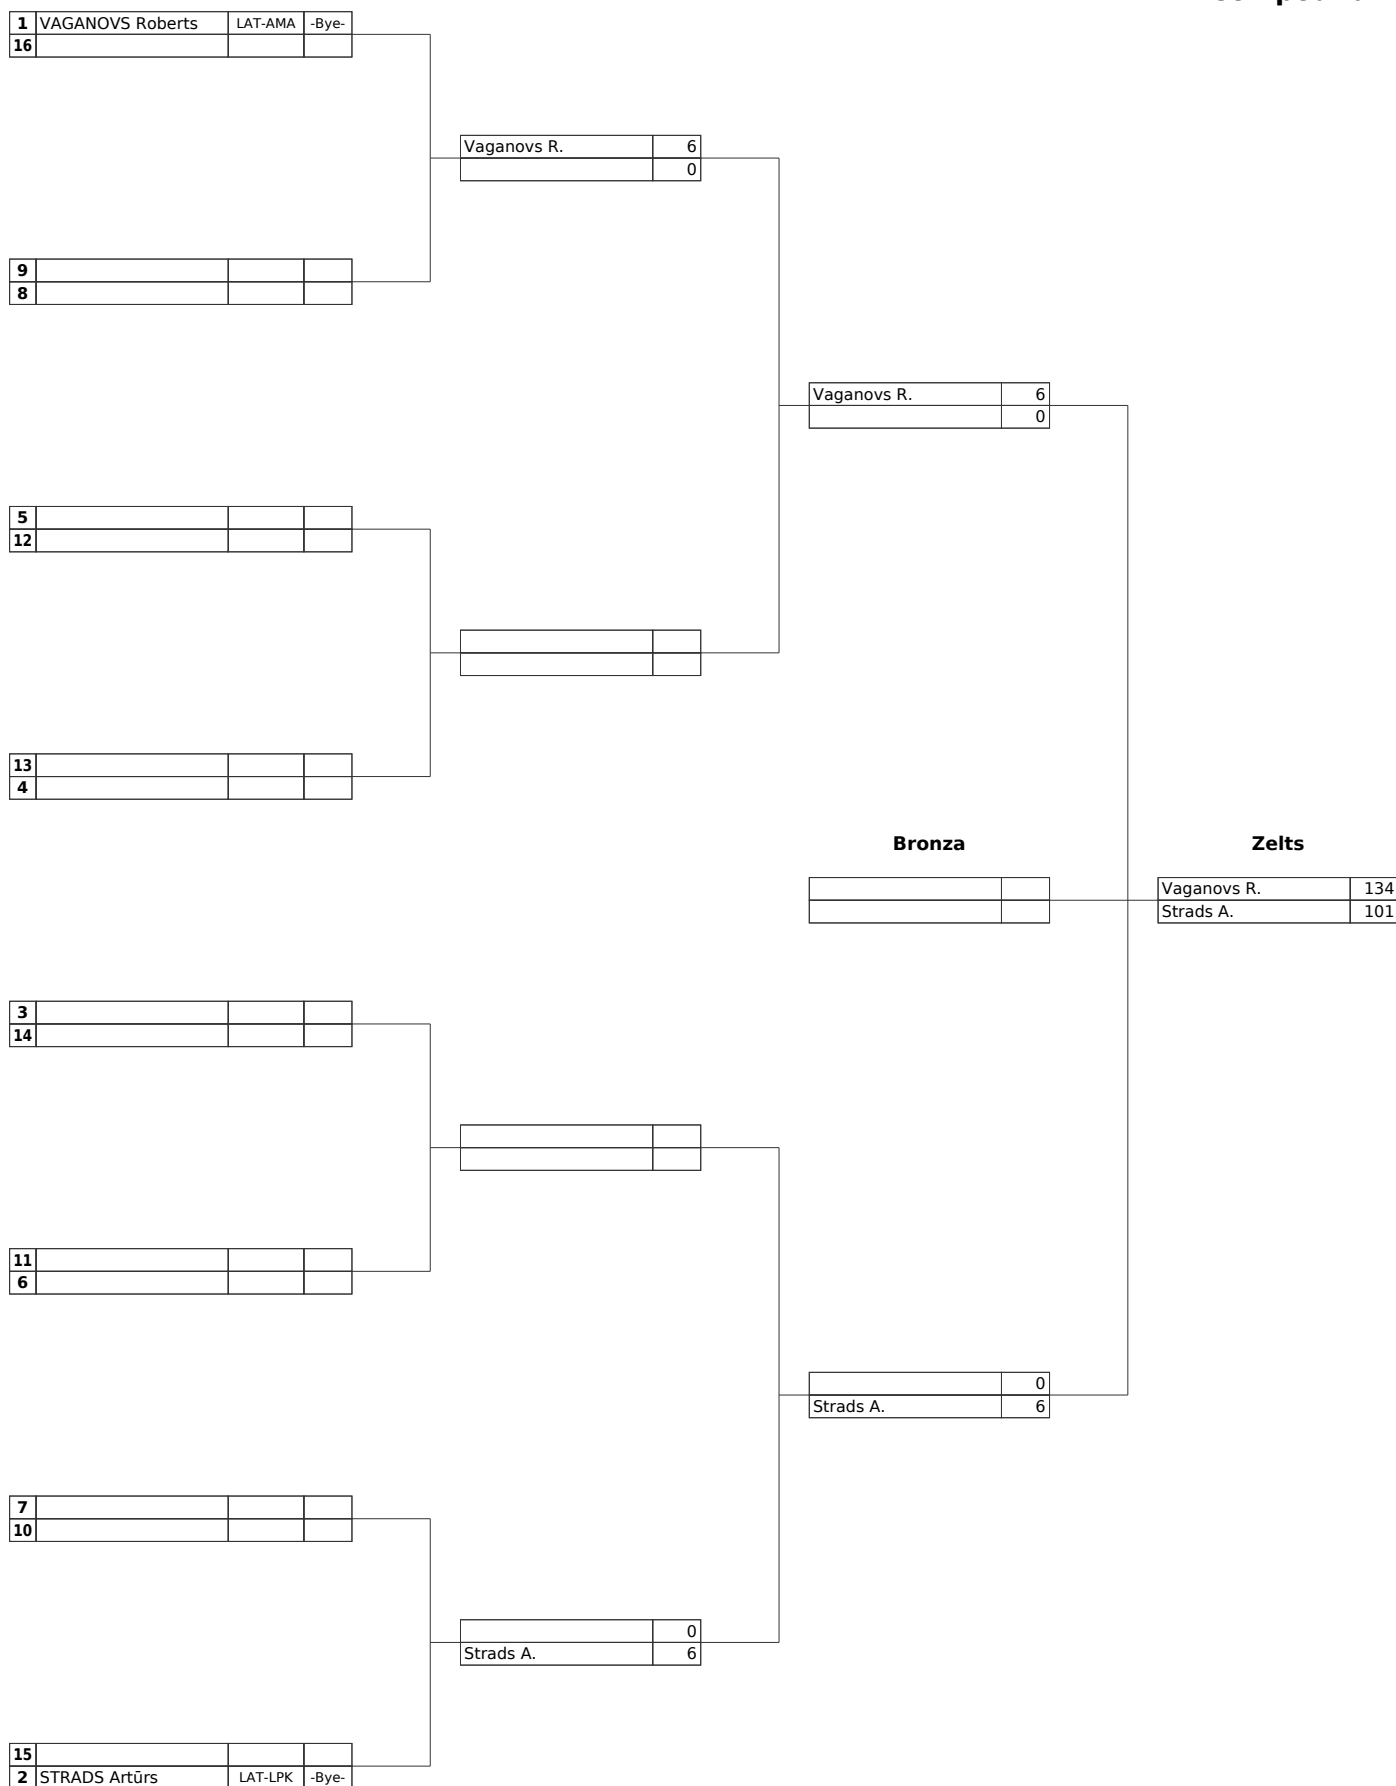 1 VAGANOVS Roberts LAT-AMA -Bye-
16
Vaganovs R. 6
0
9
8
Vaganovs R. 6
0
5
12
13
4
Bronza Zelts
Vaganovs R. 134
Strads A. 101
3
14
11
6
0
Strads A. 6
7
10
0
Strads A. 6
15
2 STRADS Artūrs LAT-LPK -Bye-